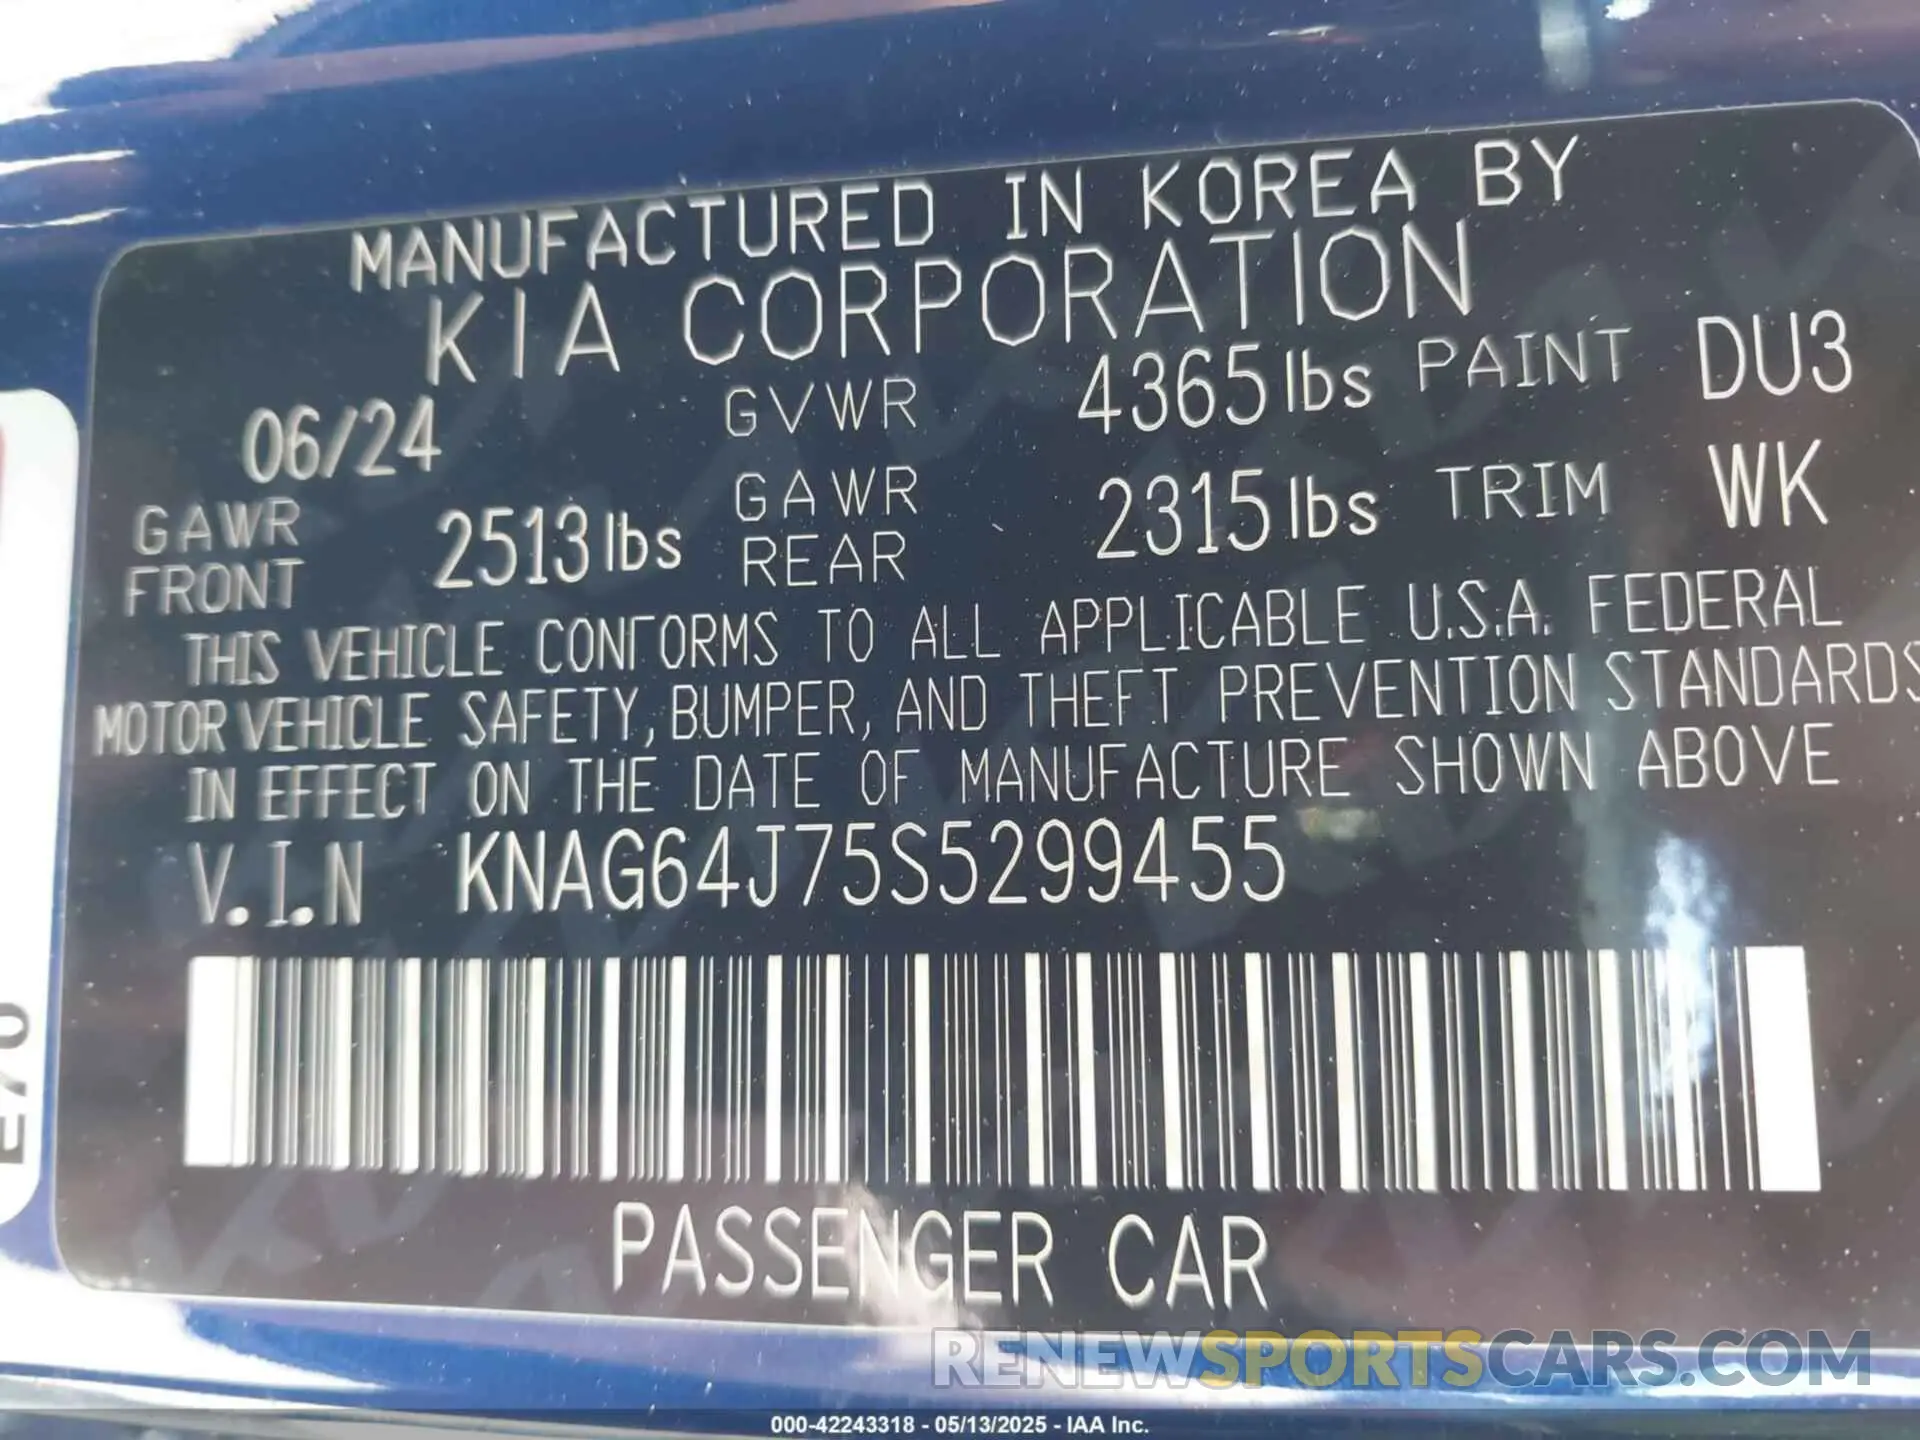 MANUFACTURED IN KOREA BY
KIA CORPORATION
06/24 GVWR 4365 lbs PAINT DU3
GAWR FRONT 2513 lbs GAWR REAR 2315 lbs TRIM WK
THIS VEHICLE CONFORMS TO ALL APPLICABLE U.S.A. FEDERAL
MOTOR VEHICLE SAFETY, BUMPER, AND THEFT PREVENTION STANDARDS
IN EFFECT ON THE DATE OF MANUFACTURE SHOWN ABOVE
V.I.N KNAG64J75S5299455
PASSENGER CAR
RENEWSPORTSCARS.COM
000-42243318 - 05/13/2025 - IAA Inc.